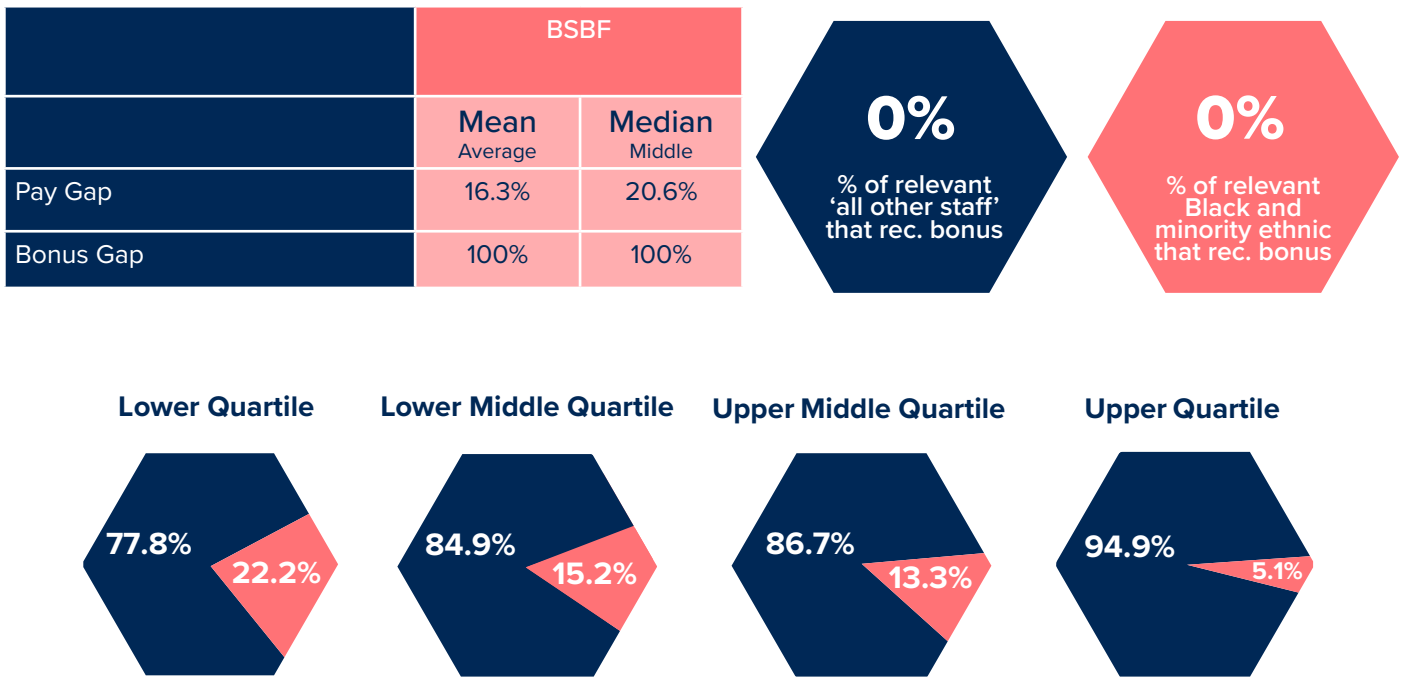 BSBF
Mean
Average
Median
Middle
Pay Gap
16.3%
20.6%
Bonus Gap
100%
100%
0%
% of relevant
‘all other staff’
that rec. bonus
0%
% of relevant
Black and
minority ethnic
that rec. bonus
Lower Quartile
Lower Middle Quartile
Upper Middle Quartile
Upper Quartile
77.8%
22.2%
84.9%
15.2%
86.7%
13.3%
94.9%
5.1%